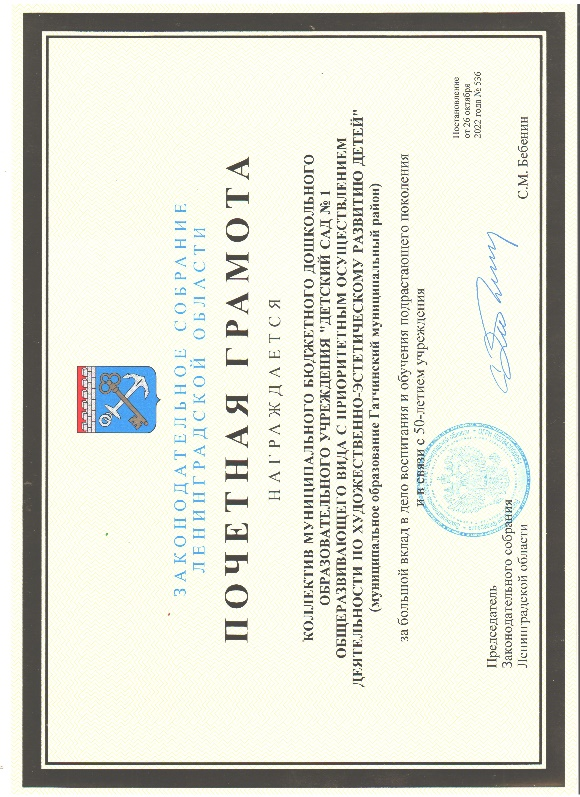 ЗАКОНОДАТЕЛЬНОЕ СОБРАНИЕ
ЛЕНИНГРАДСКОЙ ОБЛАСТИ
ПОЧЕТНАЯ ГРАМОТА
НАГРАЖДАЕТСЯ
КОЛЛЕКТИВ МУНИЦИПАЛЬНОГО БЮДЖЕТНОГО ДОШКОЛЬНОГО
ОБРАЗОВАТЕЛЬНОГО УЧРЕЖДЕНИЯ "ДЕТСКИЙ САД № 1
ОБЩЕРАЗВИВАЮЩЕГО ВИДА С ПРИОРИТЕТНЫМ ОСУЩЕСТВЛЕНИЕМ
ДЕЯТЕЛЬНОСТИ ПО ХУДОЖЕСТВЕННО-ЭСТЕТИЧЕСКОМУ РАЗВИТИЮ ДЕТЕЙ"
(муниципальное образование Гатчинский муниципальный район)
за большой вклад в дело воспитания и обучения подрастающего поколения
и в связи с 50-летием учреждения
Постановление
от 26 октября
2022 года № 536
Председатель
Законодательного собрания
Ленинградской области
С.М. Бебенин